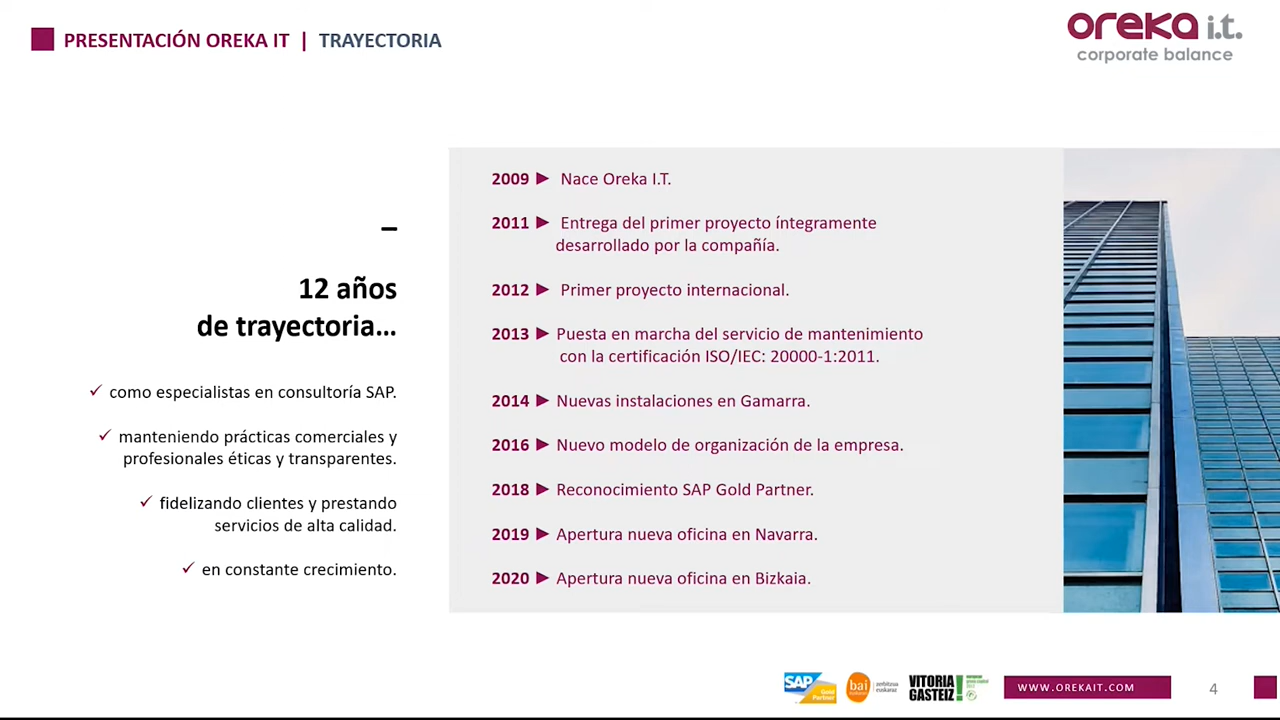 PRESENTACIÓN OREKA IT | TRAYECTORIA
oreka i.t.
corporate balance
–
12 años
de trayectoria...
✓ como especialistas en consultoría SAP.
✓ manteniendo prácticas comerciales y
profesionales éticas y transparentes.
✓ fidelizando clientes y prestando
servicios de alta calidad.
✓ en constante crecimiento.
2009 ► Nace Oreka I.T.
2011 ► Entrega del primer proyecto íntegramente
desarrollado por la compañía.
2012 ► Primer proyecto internacional.
2013 ► Puesta en marcha del servicio de mantenimiento
con la certificación ISO/IEC: 20000-1:2011.
2014 ► Nuevas instalaciones en Gamarra.
2016 ► Nuevo modelo de organización de la empresa.
2018 ► Reconocimiento SAP Gold Partner.
2019 ► Apertura nueva oficina en Navarra.
2020 ► Apertura nueva oficina en Bizkaia.
SAP
Gold
Partner
bai
VITORIA
GASTEIZ
WWW.OREKAIT.COM
4